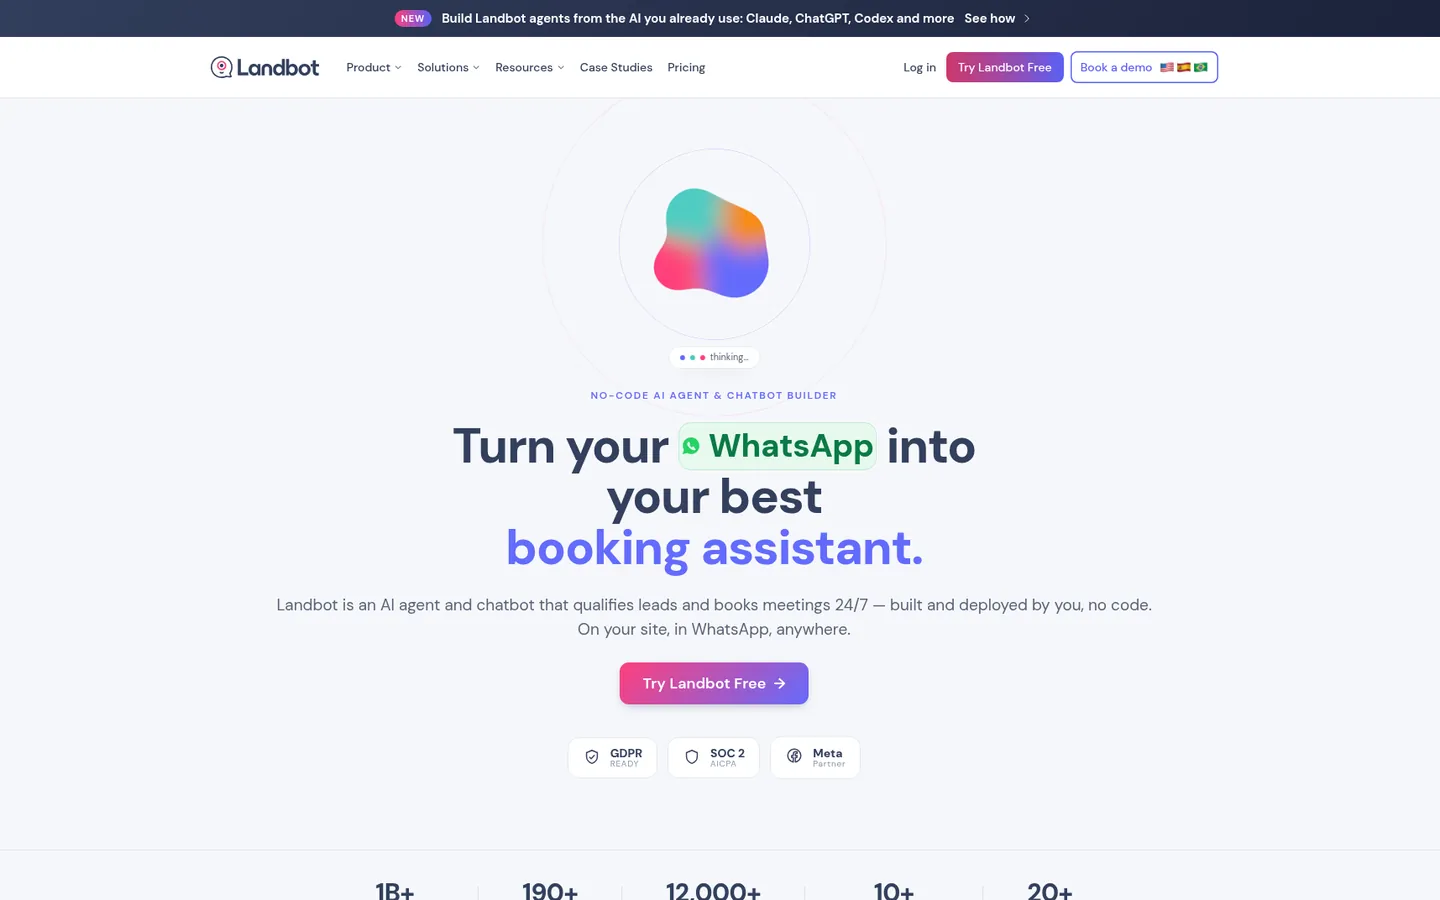 NEW Build Landbot agents from the AI you already use: Claude, ChatGPT, Codex and more See how
Landbot Product Solutions Resources Case Studies Pricing Log in Try Landbot Free Book a demo
thinking...
NO-CODE AI AGENT & CHATBOT BUILDER
Turn your WhatsApp into
your best
booking assistant.
Landbot is an AI agent and chatbot that qualifies leads and books meetings 24/7 — built and deployed by you, no code.
On your site, in WhatsApp, anywhere.
Try Landbot Free →
GDPR SOC 2 Meta
READY AICPA Partner
1B+ 190+ 12,000+ 10+ 20+